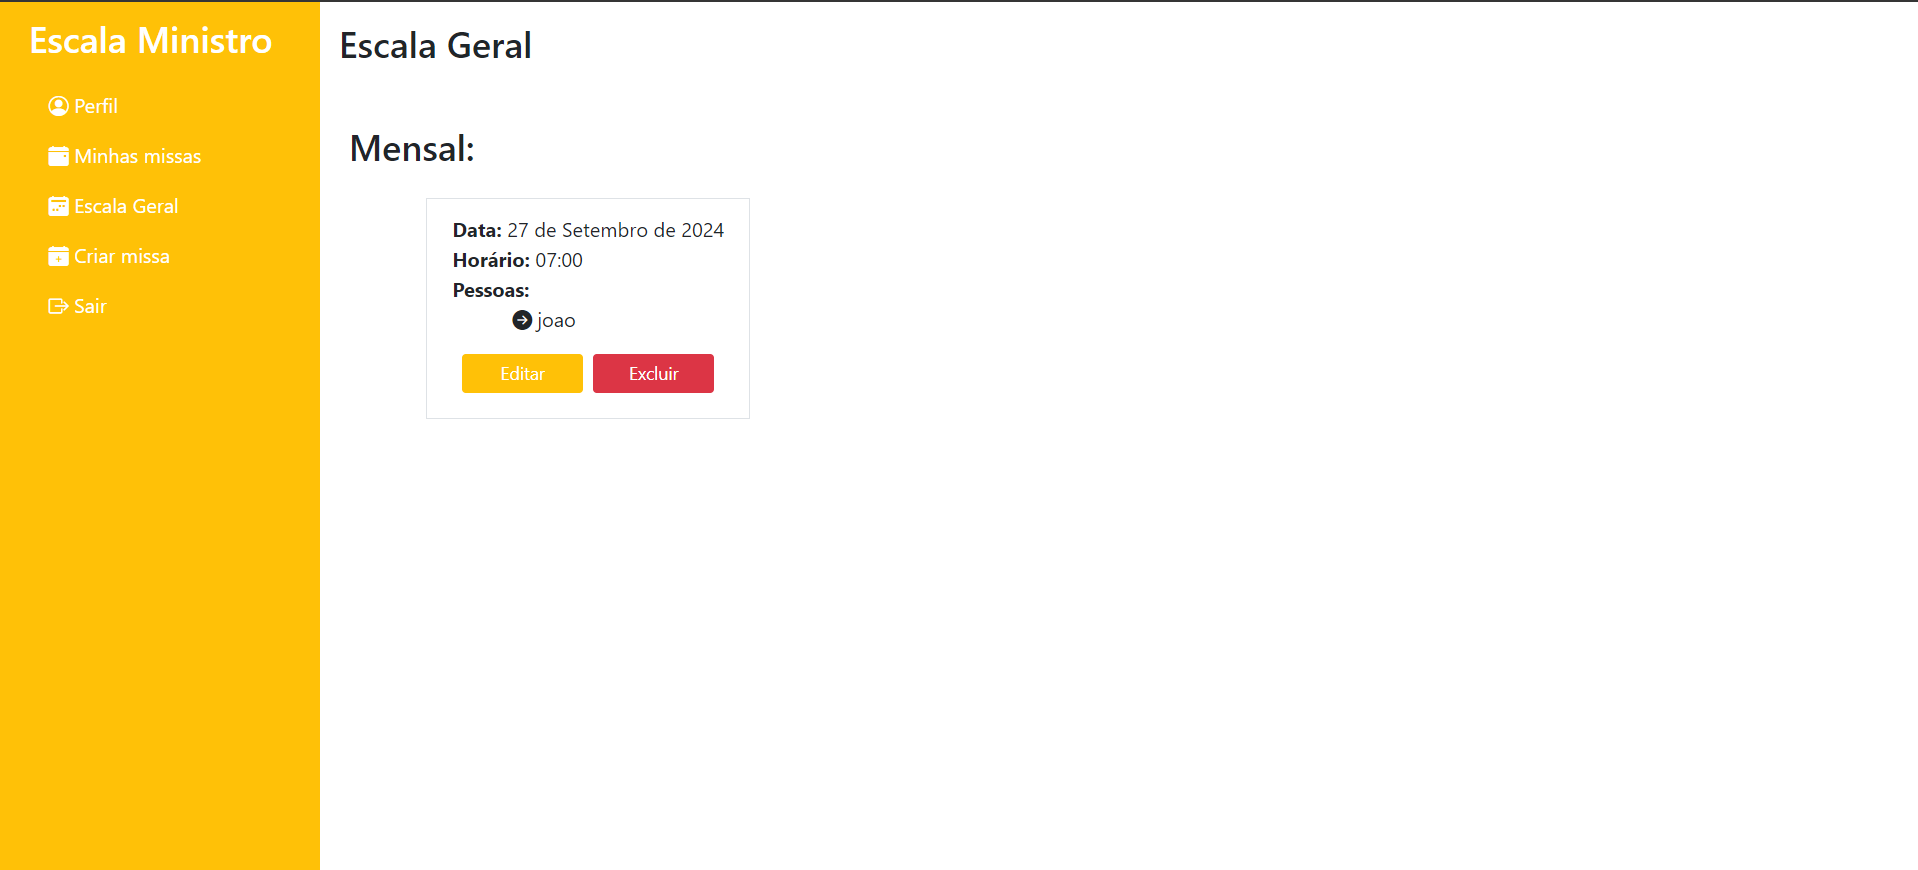 Escala Ministro
Perfil
Minhas missas
Escala Geral
Criar missa
Sair
Escala Geral
Mensal:
Data: 27 de Setembro de 2024
Horário: 07:00
Pessoas:
joao
Editar
Excluir